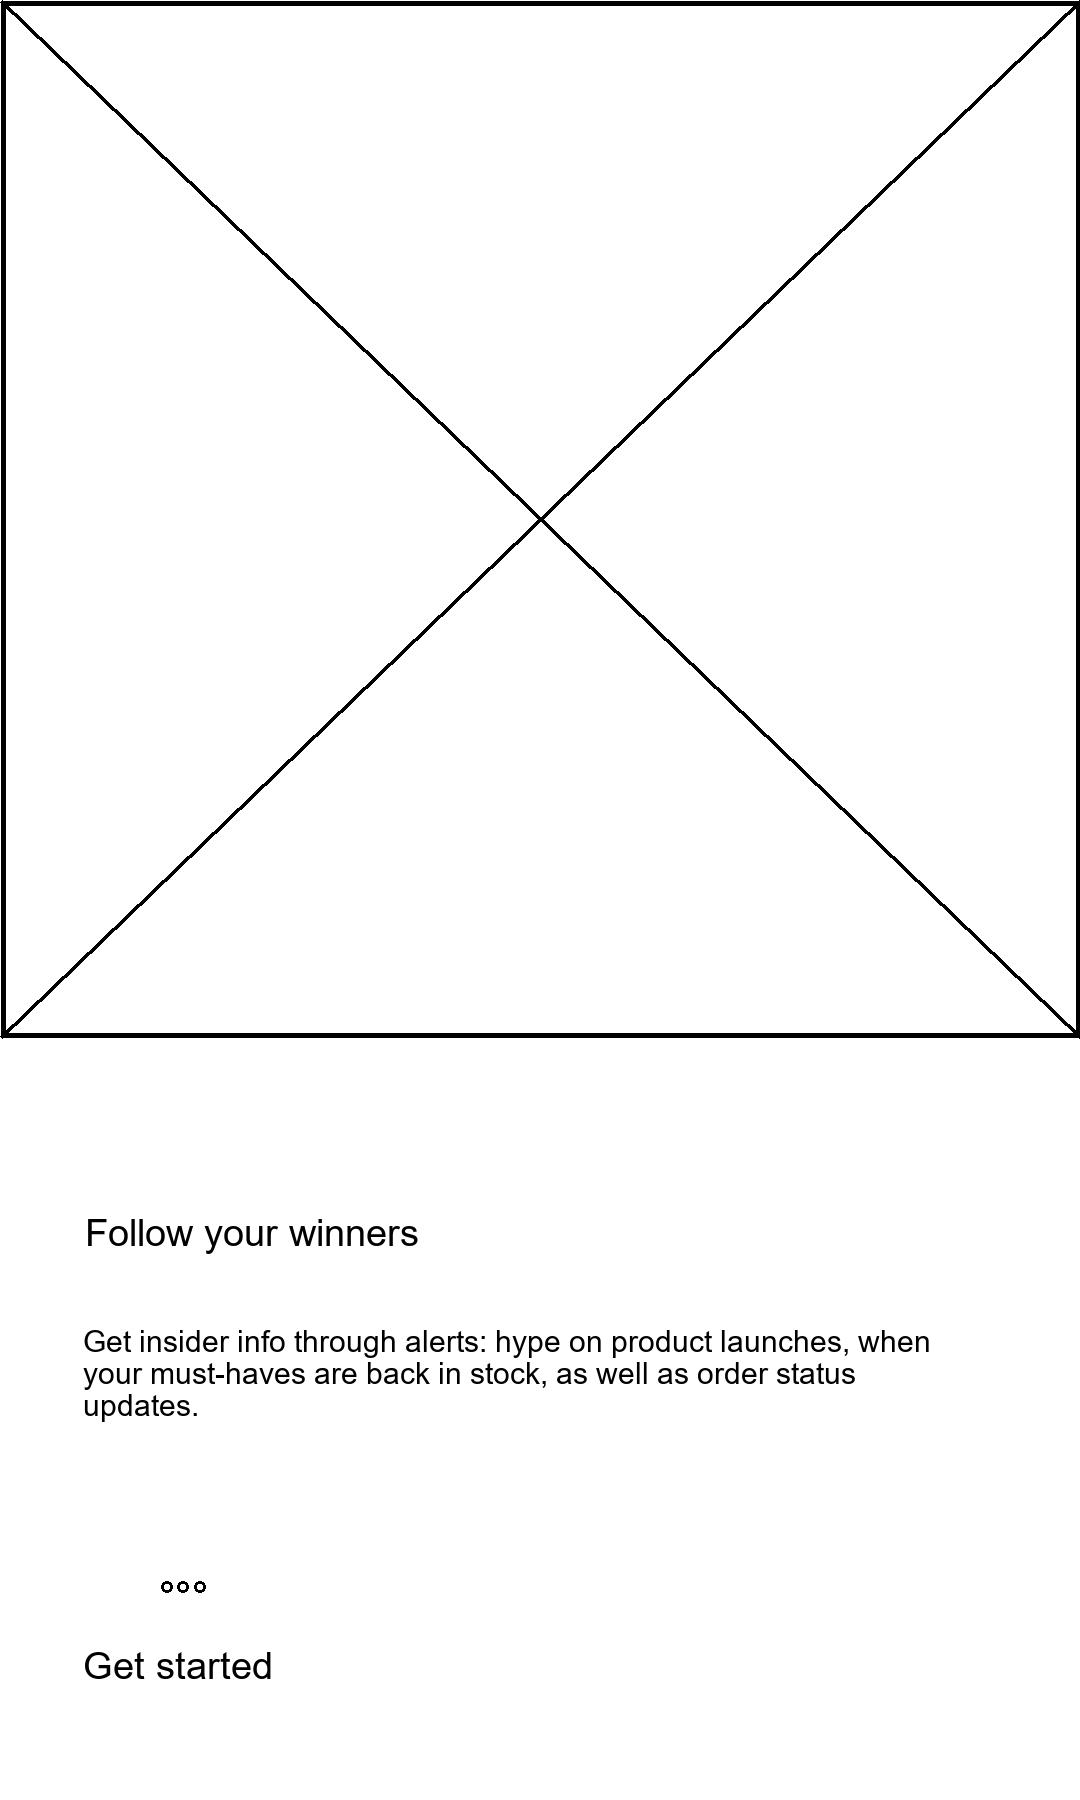 Follow your winners
Get insider info through alerts: hype on product launches, when
your must-haves are back in stock, as well as order status
updates.
Get started